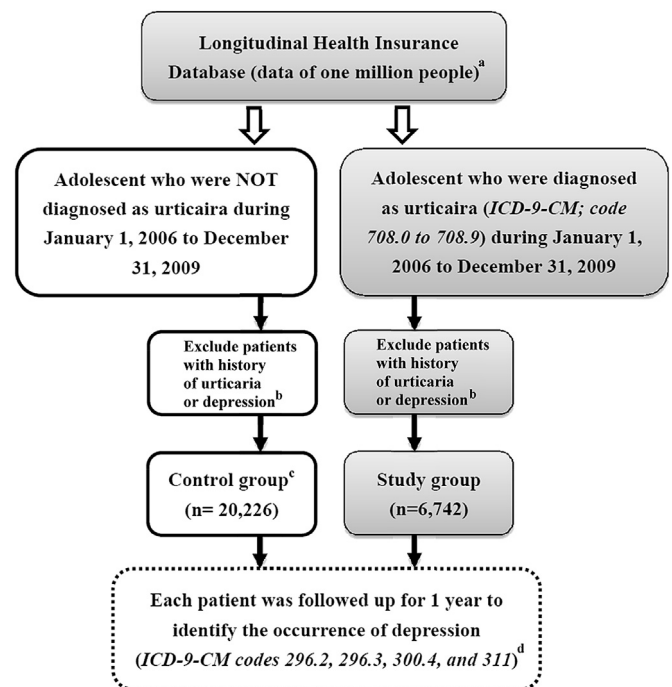 Longitudinal Health Insurance
Database (data of one million people)a
Adolescent who were NOT
diagnosed as urticaira during
January 1, 2006 to December
31, 2009
Adolescent who were diagnosed
as urticaira (ICD-9-CM; code
708.0 to 708.9) during January 1,
2006 to December 31, 2009
Exclude patients
with history
of urticaria
or depressionb
Exclude patients
with history
of urticaria
or depressionb
Control groupc
(n= 20,226)
Study group
(n=6,742)
Each patient was followed up for 1 year to
identify the occurrence of depression
(ICD-9-CM codes 296.2, 296.3, 300.4, and 311)d